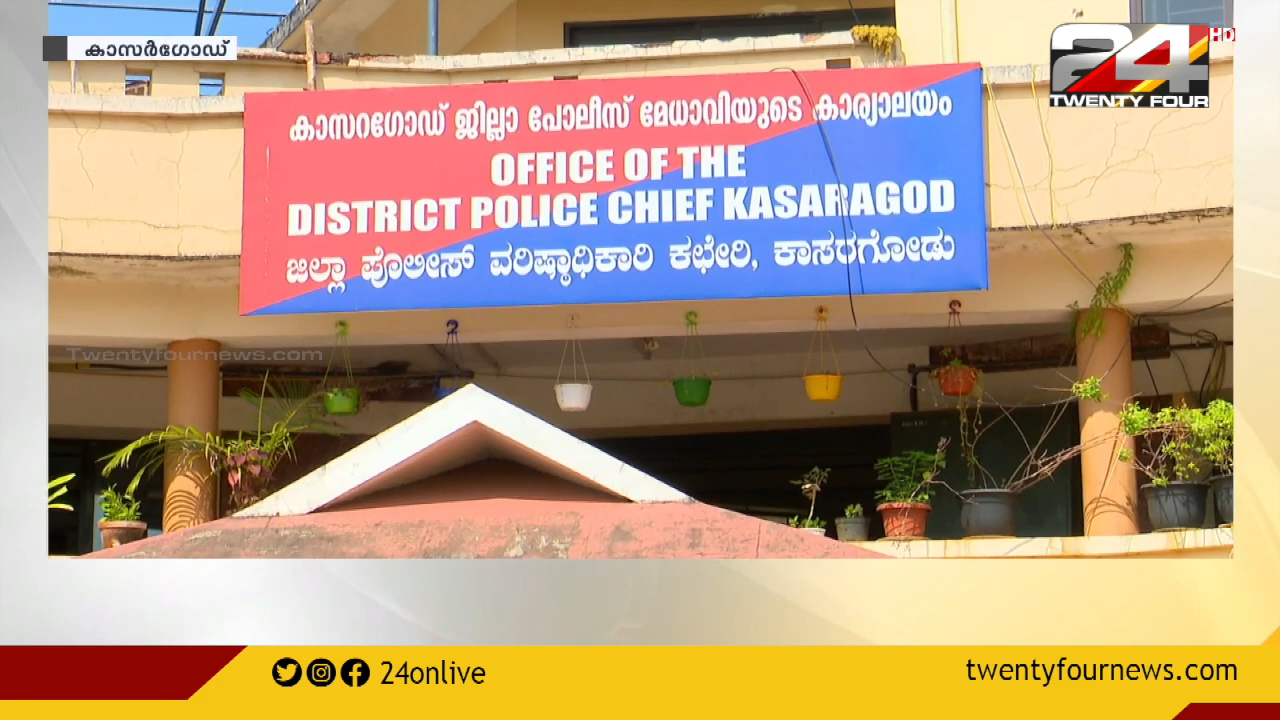 കാസർഗോഡ്
24 HD
TWENTY FOUR
കാസറഗോഡ് ജില്ലാ പോലീസ് മേധാവിയുടെ കാര്യാലയം
OFFICE OF THE
DISTRICT POLICE CHIEF KASARAGOD
ಜಿಲ್ಲಾ ಪೊಲೀಸ್ ವರಿಷ್ಠಾಧಿಕಾರಿ ಕಛೇರಿ, ಕಾಸರಗೋಡು
Twentyfournews.com
24onlive
twentyfournews.com